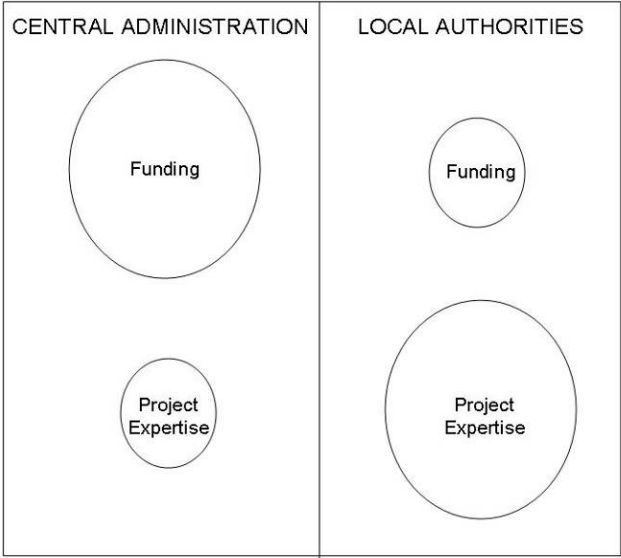 CENTRAL ADMINISTRATION
LOCAL AUTHORITIES
Funding
Funding
Project
Expertise
Project
Expertise